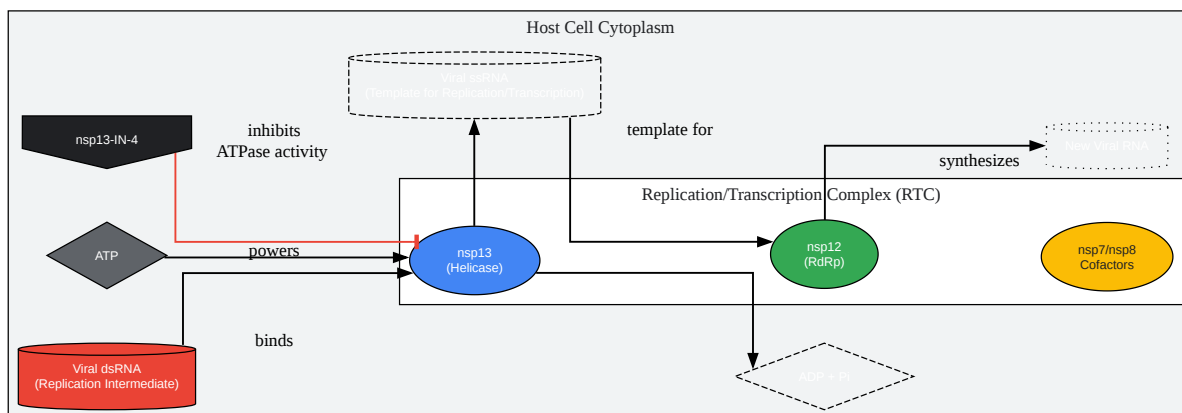 Host Cell Cytoplasm
Viral ssRNA
(Template for Replication/Transcription)
nsp13-IN-4
inhibits
ATPase activity
template for
New Viral RNA
synthesizes
Replication/Transcription Complex (RTC)
ATP
powers
nsp13
(Helicase)
nsp12
(RdRp)
nsp7/nsp8
Cofactors
binds
Viral dsRNA
(Replication Intermediate)
ADP + Pi